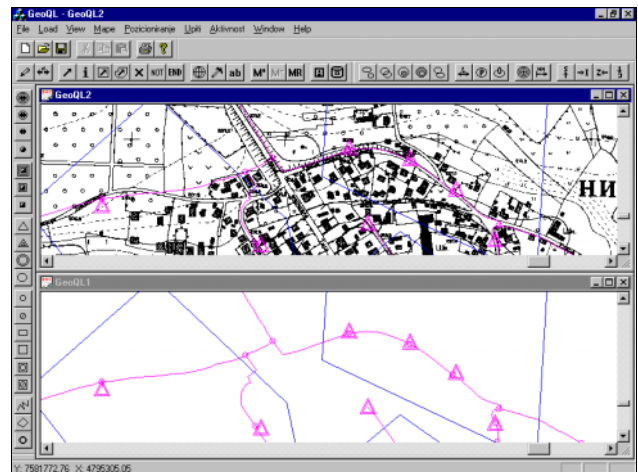 GeoQL - GeoQL2
File Load View Mape Pozicioniranje Upiti Aktivnost Window Help
NOT END ab M+ M- MR
GeoQL2
НИ
GeoQL1
Y: 7581772.76 X: 4795305.05